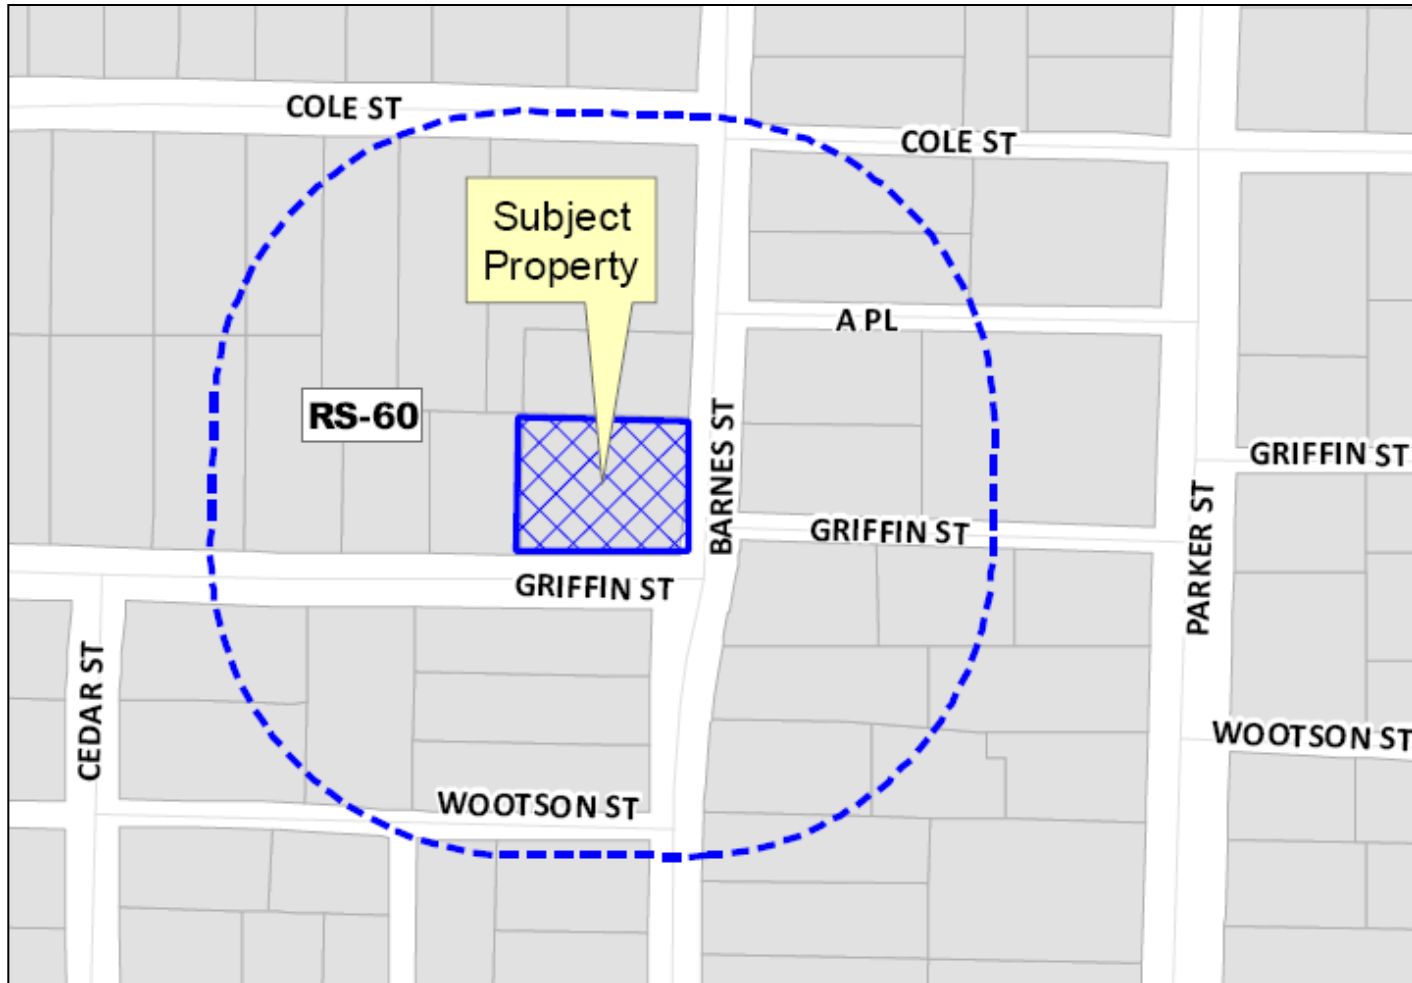 COLE ST
COLE ST
Subject
Property
A PL
RS-60
BARNES ST
GRIFFIN ST
PARKER ST
GRIFFIN ST
GRIFFIN ST
CEDAR ST
WOOTSON ST
WOOTSON ST